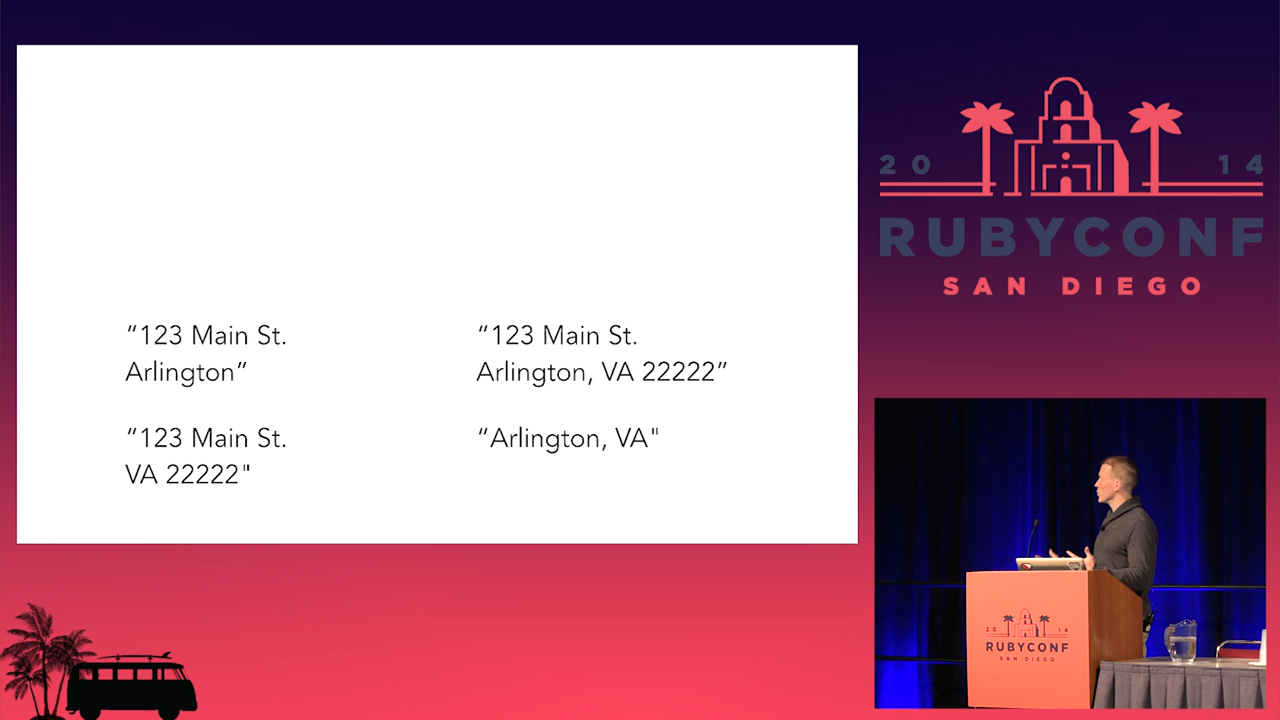 “123 Main St.
Arlington”
“123 Main St.
Arlington, VA 22222”
“123 Main St.
VA 22222"
“Arlington, VA"
20 14
RUBYCONF
SAN DIEGO
20 14
RUBYCONF
SAN DIEGO